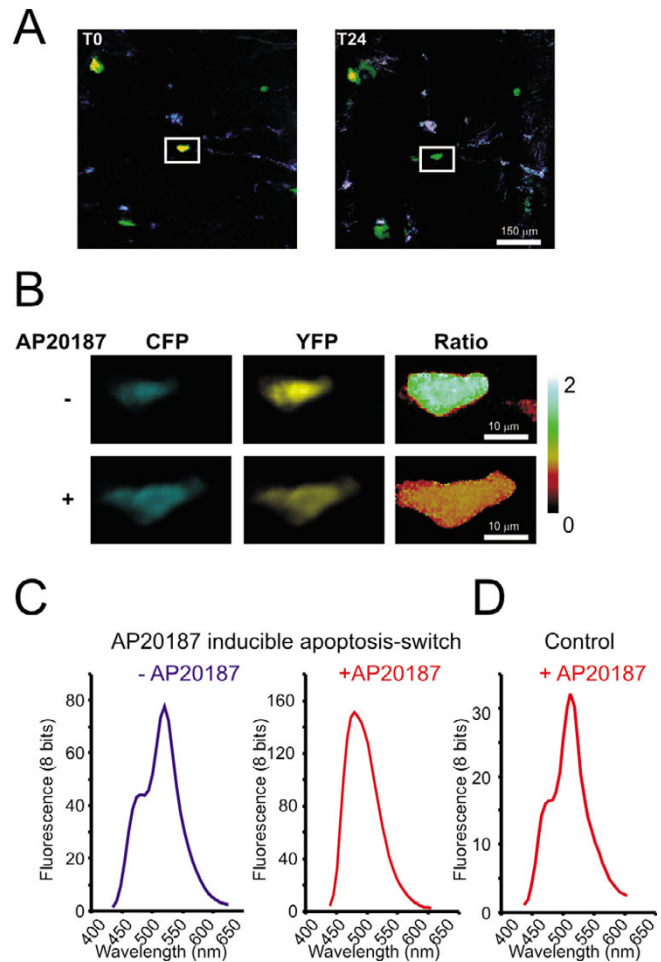 A
T0
T24
150 μm
B
AP20187 CFP YFP Ratio
-
10 μm
+
10 μm
2
0
C
D
AP20187 inducible apoptosis-switch
- AP20187
+AP20187
Control
+ AP20187
Fluorescence (8 bits)
80
60
40
20
0
400 450 500 550 600 650
Wavelength (nm)
Fluorescence (8 bits)
160
120
80
40
0
400 450 500 550 600 650
Wavelength (nm)
Fluorescence (8 bits)
30
20
10
0
400 450 500 550 600 650
Wavelength (nm)